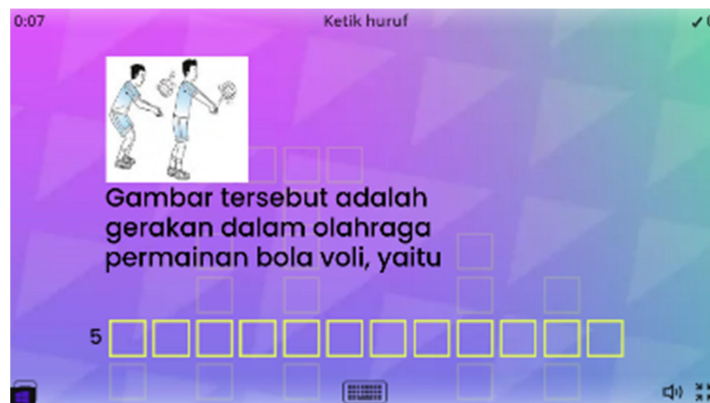 0:07
Ketik huruf
Gambar tersebut adalah
gerakan dalam olahraga
permainan bola voli, yaitu
5